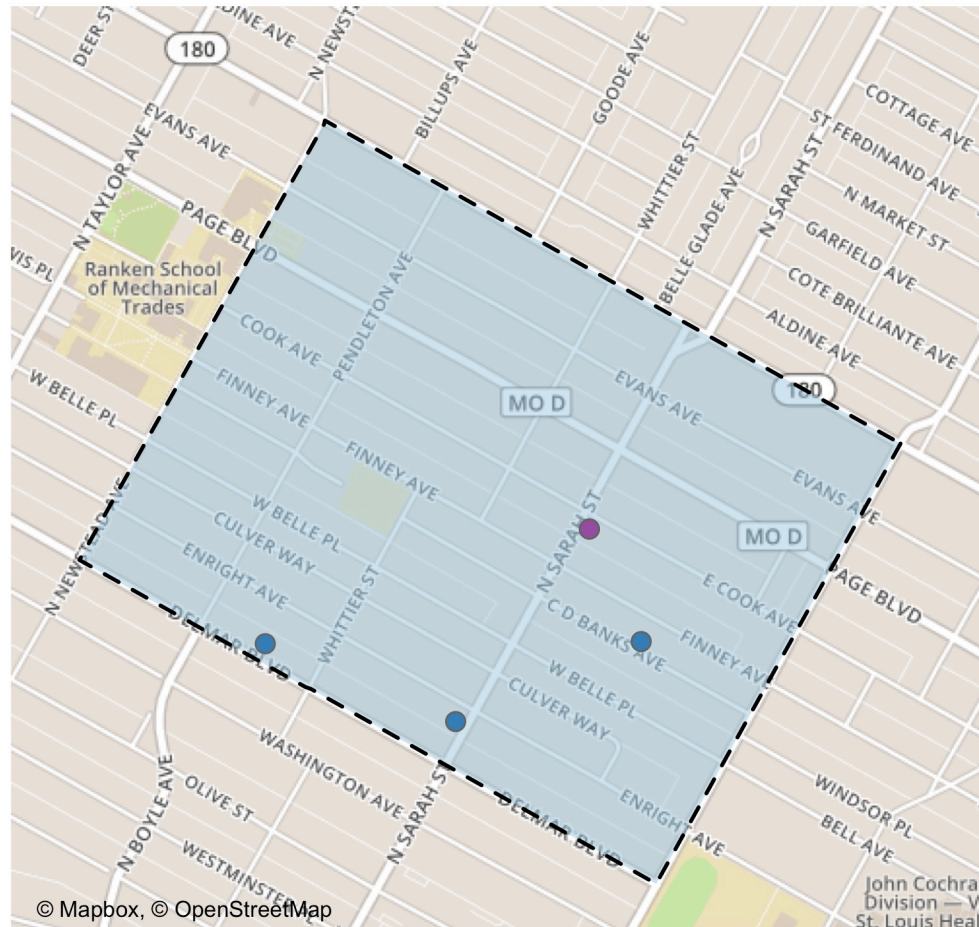 DEER ST
180
N NEWST
BILLUPS AVE
GOODE AVE
COTTAGE AVE
EVANS AVE
ST FERDINAND AVE
WHITTIER ST
N SARAH ST
N TAYLOR AVE
BELLE GLADE AVE
N MARKET ST
PAGE BLVD
GARFIELD AVE
Ranken School
of Mechanical
Trades
PENDLETON AVE
COTE BRILLIANTE AVE
COOK AVE
ALDINE AVE
W BELLE PL
FINNEY AVE
EVANS AVE
180
MO D
FINNEY AVE
EVANS AVE
N SARAH ST
W BELLE PL
CULVER WAY
MO D
N NEWSTEAD AVE
ENRIGHT AVE
PAGE BLVD
E COOK AVE
WHITTIER ST
C D BANKS AVE
DELMAR BLVD
FINNEY AVE
W BELLE PL
CULVER WAY
WASHINGTON AVE
N BOYLE AVE
OLIVE ST
N SARAH ST
DELMAR BLVD
ENRIGHT AVE
WINDSOR PL
BELL AVE
WESTMINSTER PL
John Cochra
Division — V
St. Louis Heal
© Mapbox, © OpenStreetMap